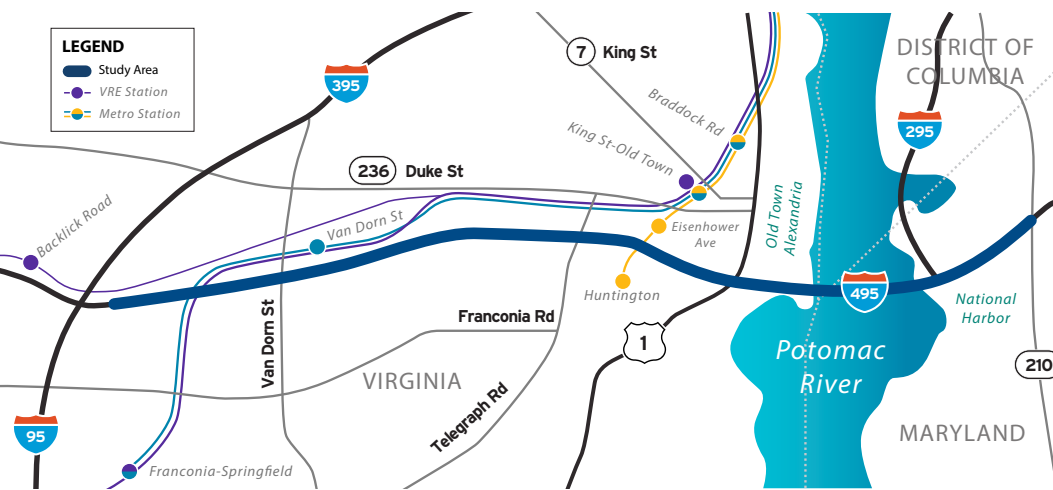 LEGEND
Study Area
VRE Station
Metro Station
395
7 King St
DISTRICT OF
COLUMBIA
295
Braddock Rd
King St-Old Town
236 Duke St
Backlick Road
Van Dorn St
Eisenhower
Ave
Old Town
Alexandria
Huntington
495
National
Harbor
Van Dorn St
Franconia Rd
1
Potomac
River
210
VIRGINIA
Telegraph Rd
95
MARYLAND
Franconia-Springfield